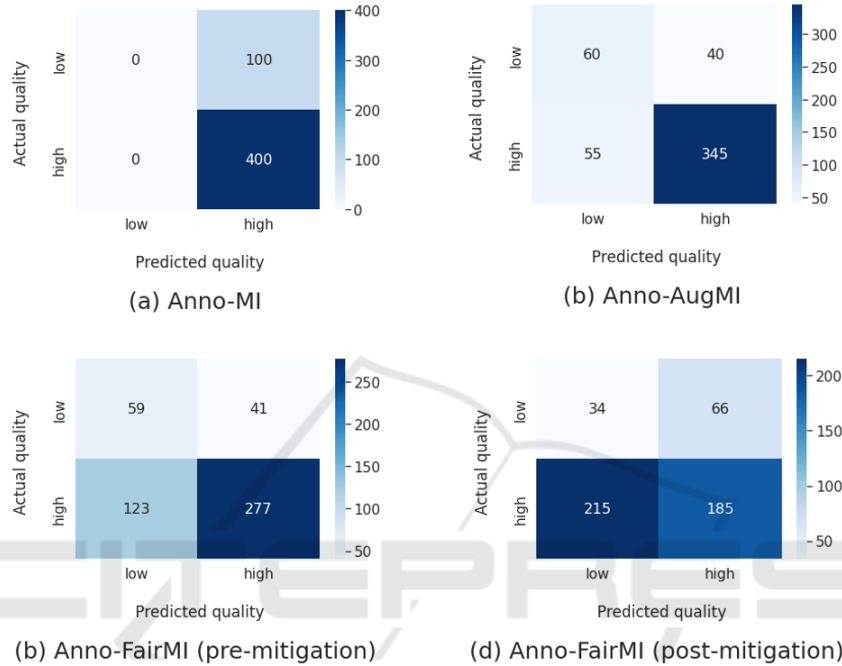 Actual quality
low
high
0
100
0
400
low
high
Predicted quality
400
300
200
100
0
(a) Anno-MI
Actual quality
low
high
60
40
55
345
low
high
Predicted quality
300
250
200
150
100
50
(b) Anno-AugMI
Actual quality
low
high
59
41
123
277
low
high
Predicted quality
250
200
150
100
50
(b) Anno-FairMI (pre-mitigation)
Actual quality
low
high
34
66
215
185
low
high
Predicted quality
200
150
100
50
(d) Anno-FairMI (post-mitigation)